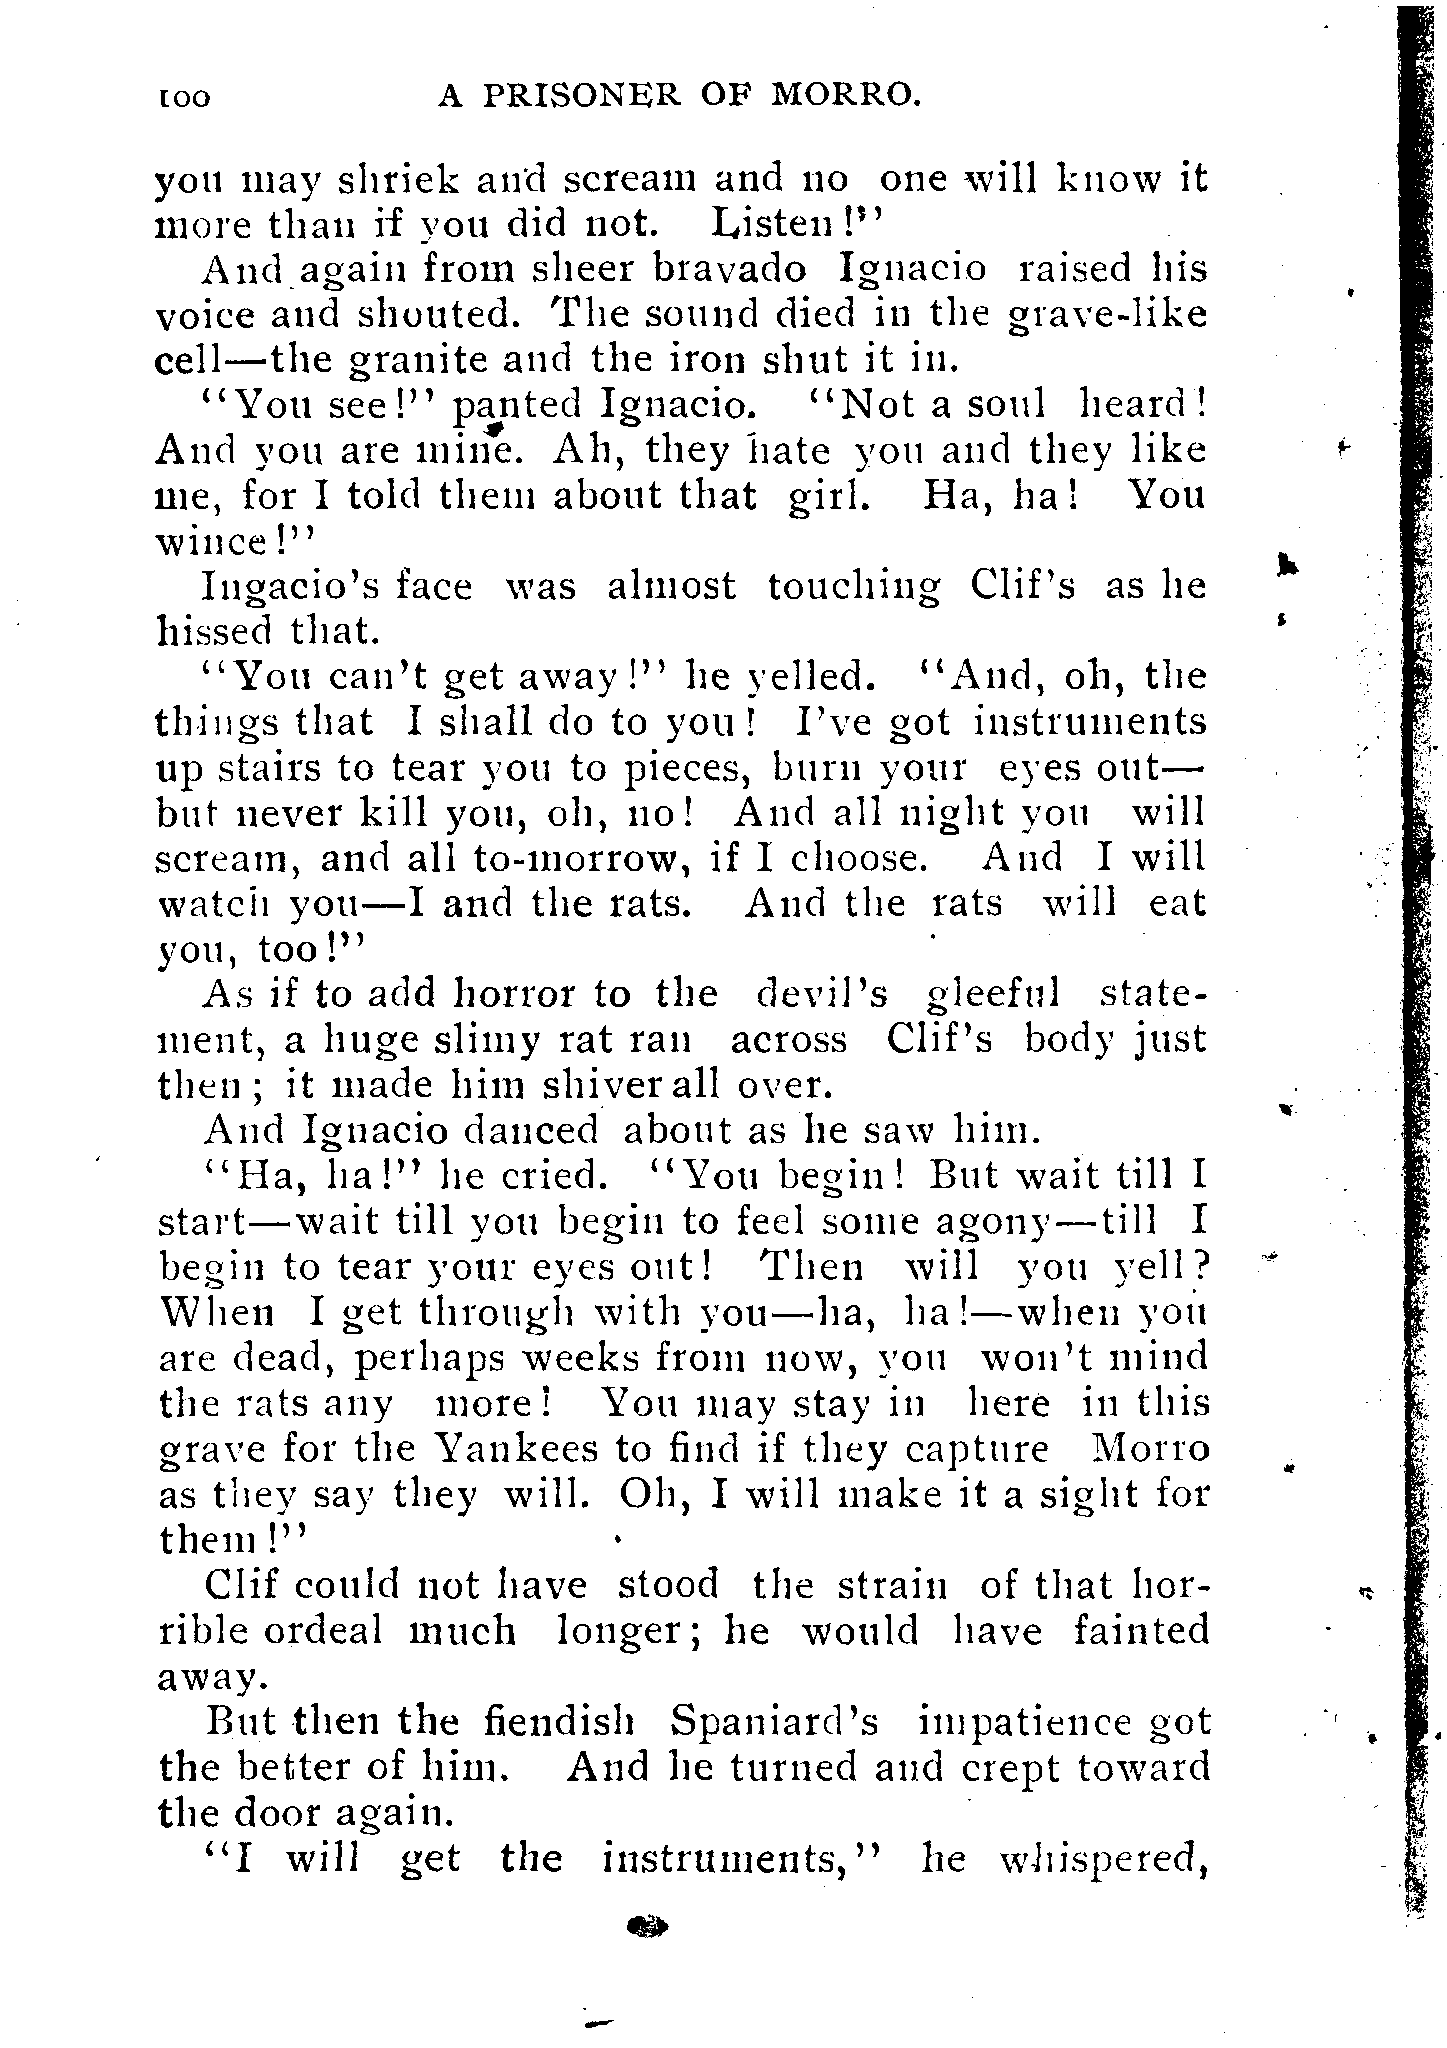 100 A PRISONER OF MORRO.
you may shriek and scream and no one will know it
more than if you did not. Listen!"
And again from sheer bravado Ignacio raised his
voice and shouted. The sound died in the grave-like
cell—the granite and the iron shut it in.
"You see!" panted Ignacio. "Not a soul heard!
And you are mine. Ah, they hate you and they like
me, for I told them about that girl. Ha, ha! You
wince!"
Ingacio's face was almost touching Clif's as he
hissed that.
"You can't get away!" he yelled. "And, oh, the
things that I shall do to you! I've got instruments
up stairs to tear you to pieces, burn your eyes out—
but never kill you, oh, no! And all night you will
scream, and all to-morrow, if I choose. And I will
watch you—I and the rats. And the rats will eat
you, too!"
As if to add horror to the devil's gleeful state-
ment, a huge slimy rat ran across Clif's body just
then; it made him shiver all over.
And Ignacio danced about as he saw him.
"Ha, ha!" he cried. "You begin! But wait till I
start—wait till you begin to feel some agony—till I
begin to tear your eyes out! Then will you yell?
When I get through with you—ha, ha!—when you
are dead, perhaps weeks from now, you won't mind
the rats any more! You may stay in here in this
grave for the Yankees to find if they capture Morro
as they say they will. Oh, I will make it a sight for
them!"
Clif could not have stood the strain of that hor-
rible ordeal much longer; he would have fainted
away.
But then the fiendish Spaniard's impatience got
the better of him. And he turned and crept toward
the door again.
"I will get the instruments," he whispered,